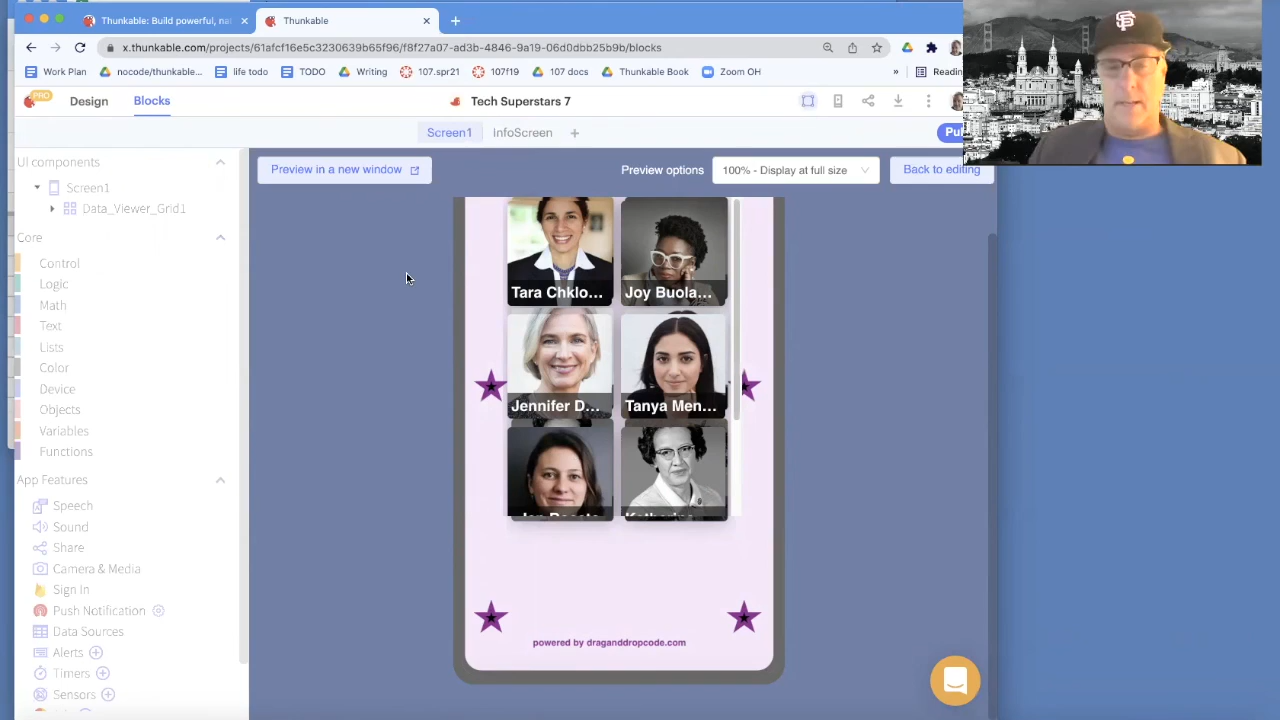 Thunkable: Build powerful, nat
Thunkable
x.thunkable.com/projects/61afcf16e5c3230639b65f96/f8f27a07-ad3b-4846-9a19-06d0dbb25b9b/blocks
Work Plan
nocode/thunkable...
life todo
TODO
Writing
107.spr21
107f19
107 docs
Thunkable Book
Zoom OH
»
Readin
PRO
Design
Blocks
Tech Superstars 7
Screen1
InfoScreen
SF
UI components
Screen1
Data_Viewer_Grid1
Core
Control
Logic
Math
Text
Lists
Color
Device
Objects
Variables
Functions
App Features
Speech
Sound
Share
Camera & Media
Sign In
Push Notification
Data Sources
Alerts
Timers
Sensors
Preview in a new window
Preview options
100% - Display at full size
Back to editing
Tara Chklo...
Joy Buola...
Jennifer D...
Tanya Men...
powered by draganddropcode.com